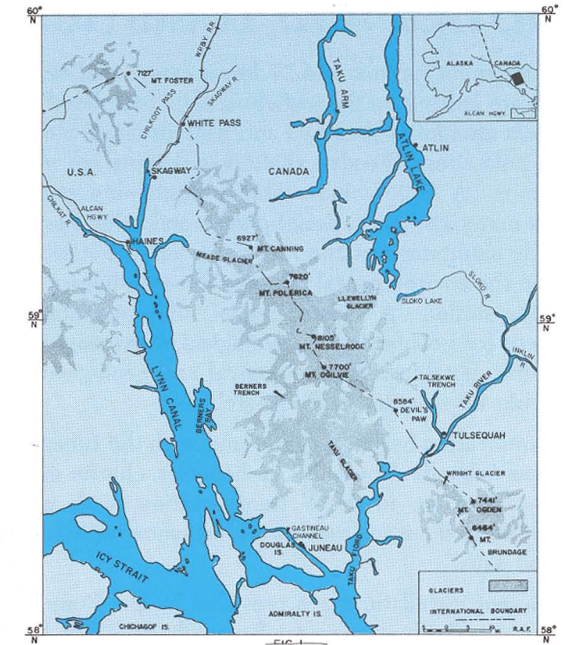 60°
N
60°
N
WP.&Y R.R.
7127'
MT. FOSTER
CHILKOOT PASS
SKAGWAY R.
WHITE PASS
TAKU ARM
ALASKA
CANADA
ALCAN HGWY
ATLIN
ATLIN LAKE
U.S.A.
SKAGWAY
CANADA
CHILKAT R.
ALCAN
HGWY
HAINES
6927'
MT. CANNING
MEADE GLACIER
7620'
MT. POLERICA
LLEWELLYN
GLACIER
SLOKO LAKE
SLOKO R.
59°
N
59°
N
8105'
MT. NESSELRODE
7700'
MT. OGILVIE
INKLIN
R.
LYNN CANAL
BERNERS
BAY
BERNERS
TRENCH
TALSEKWE
TRENCH
TAKU RIVER
8584'
DEVIL'S
PAW
TULSEQUAH
TAKU GLACIER
WRIGHT GLACIER
7441'
MT. OGDEN
6464'
MT.
BRUNDAGE
GASTINEAU
CHANNEL
DOUGLAS
IS.
JUNEAU
TAKU FIORD
ICY STRAIT
ADMIRALTY IS.
CHICHAGOF IS.
GLACIERS
INTERNATIONAL BOUNDARY
R.A.F.
58°
N
58°
N